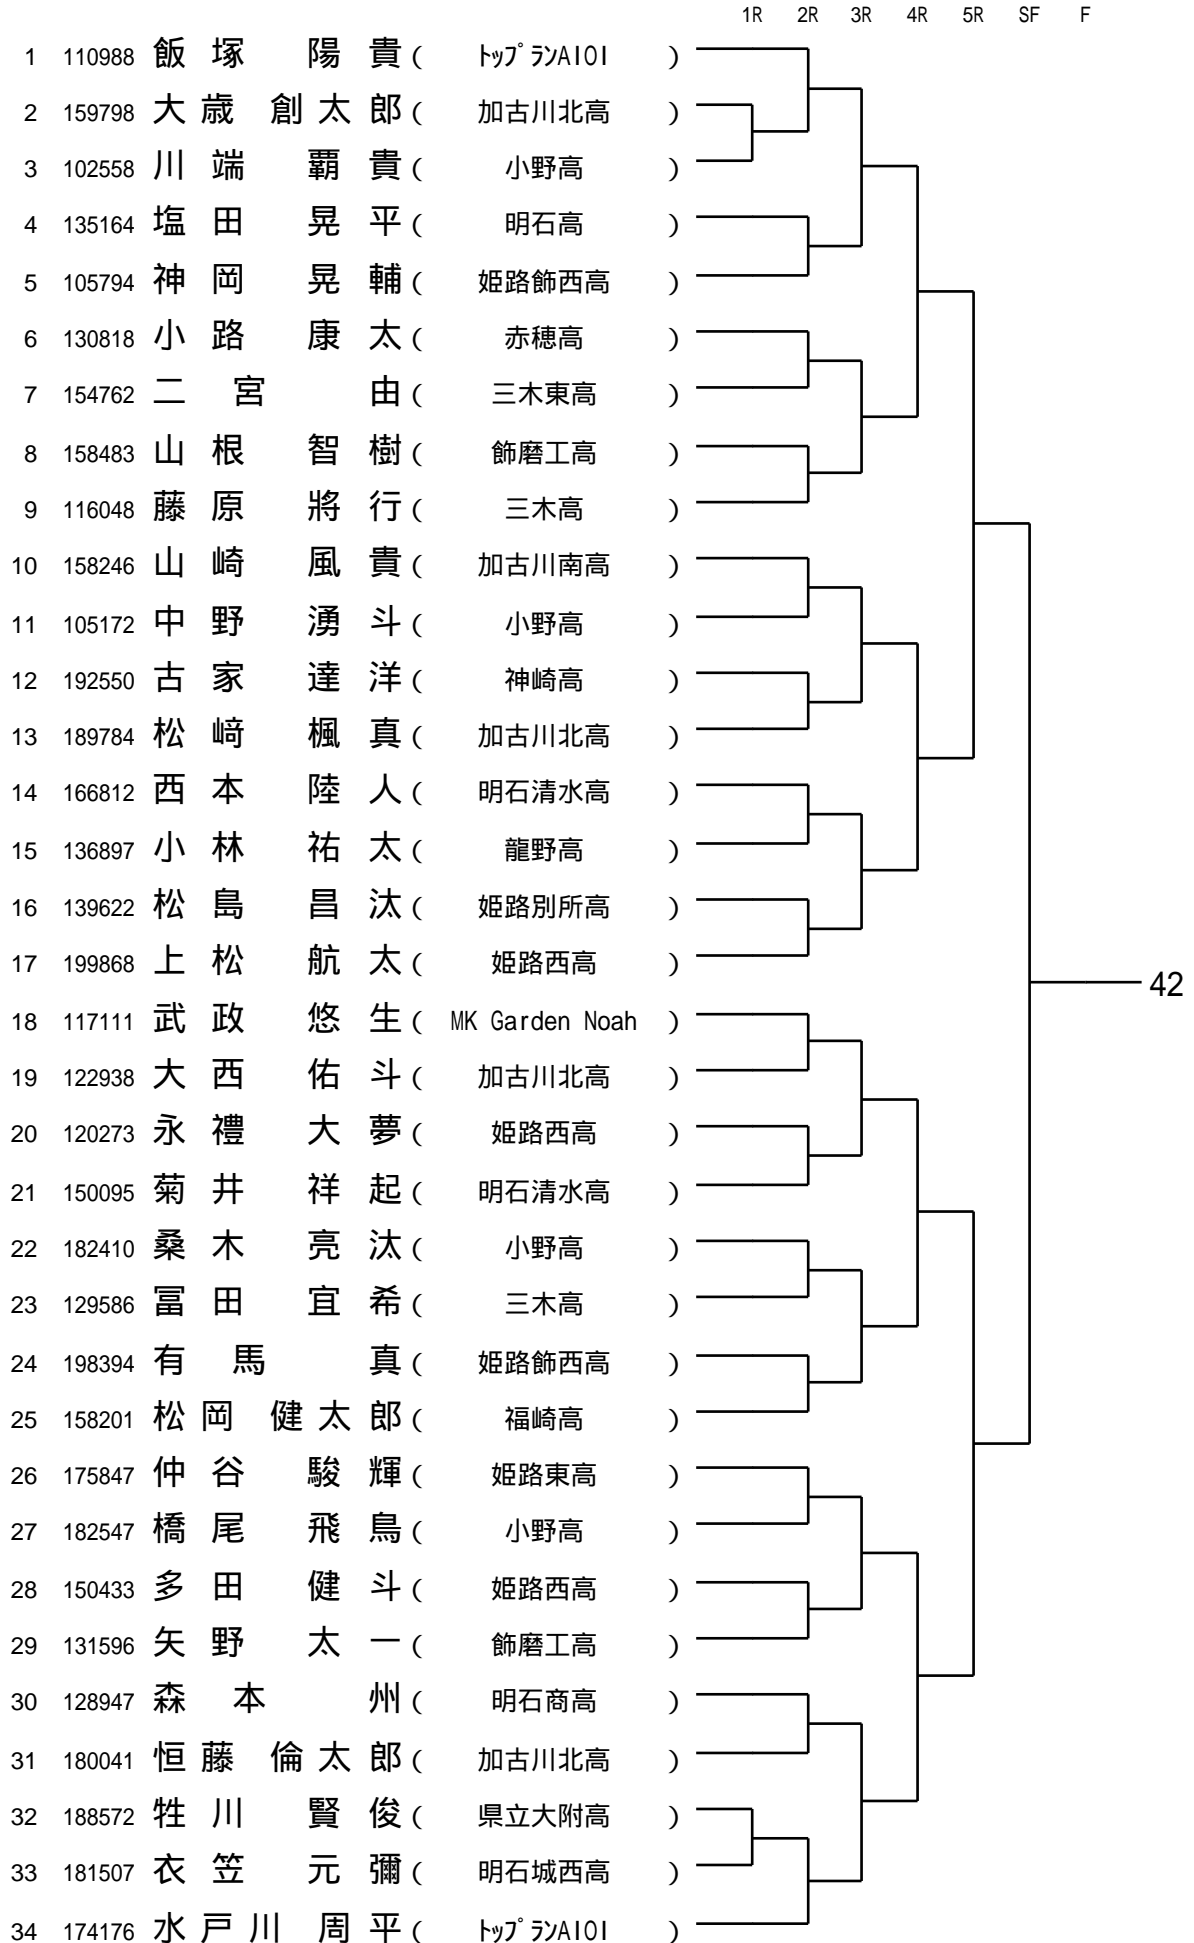 1R 2R 3R 4R 5R SF F
1 110988 飯塚 陽貴 ( トップランAIOI )
2 159798 大歳 創太郎 ( 加古川北高 )
3 102558 川端 覇貴 ( 小野高 )
4 135164 塩田 晃平 ( 明石高 )
5 105794 神岡 晃輔 ( 姫路飾西高 )
6 130818 小路 康太 ( 赤穂高 )
7 154762 二宮 由 ( 三木東高 )
8 158483 山根 智樹 ( 飾磨工高 )
9 116048 藤原 將行 ( 三木高 )
10 158246 山崎 風貴 ( 加古川南高 )
11 105172 中野 湧斗 ( 小野高 )
12 192550 古家 達洋 ( 神崎高 )
13 189784 松﨑 楓真 ( 加古川北高 )
14 166812 西本 陸人 ( 明石清水高 )
15 136897 小林 祐太 ( 龍野高 )
16 139622 松島 昌汰 ( 姫路別所高 )
17 199868 上松 航太 ( 姫路西高 )
42
18 117111 武政 悠生 ( MK Garden Noah )
19 122938 大西 佑斗 ( 加古川北高 )
20 120273 永禮 大夢 ( 姫路西高 )
21 150095 菊井 祥起 ( 明石清水高 )
22 182410 桑木 亮汰 ( 小野高 )
23 129586 冨田 宜希 ( 三木高 )
24 198394 有馬 真 ( 姫路飾西高 )
25 158201 松岡 健太郎 ( 福崎高 )
26 175847 仲谷 駿輝 ( 姫路東高 )
27 182547 橋尾 飛鳥 ( 小野高 )
28 150433 多田 健斗 ( 姫路西高 )
29 131596 矢野 太一 ( 飾磨工高 )
30 128947 森本 州 ( 明石商高 )
31 180041 恒藤 倫太郎 ( 加古川北高 )
32 188572 牲川 賢俊 ( 県立大附高 )
33 181507 衣笠 元彌 ( 明石城西高 )
34 174176 水戸川 周平 ( トップランAIOI )